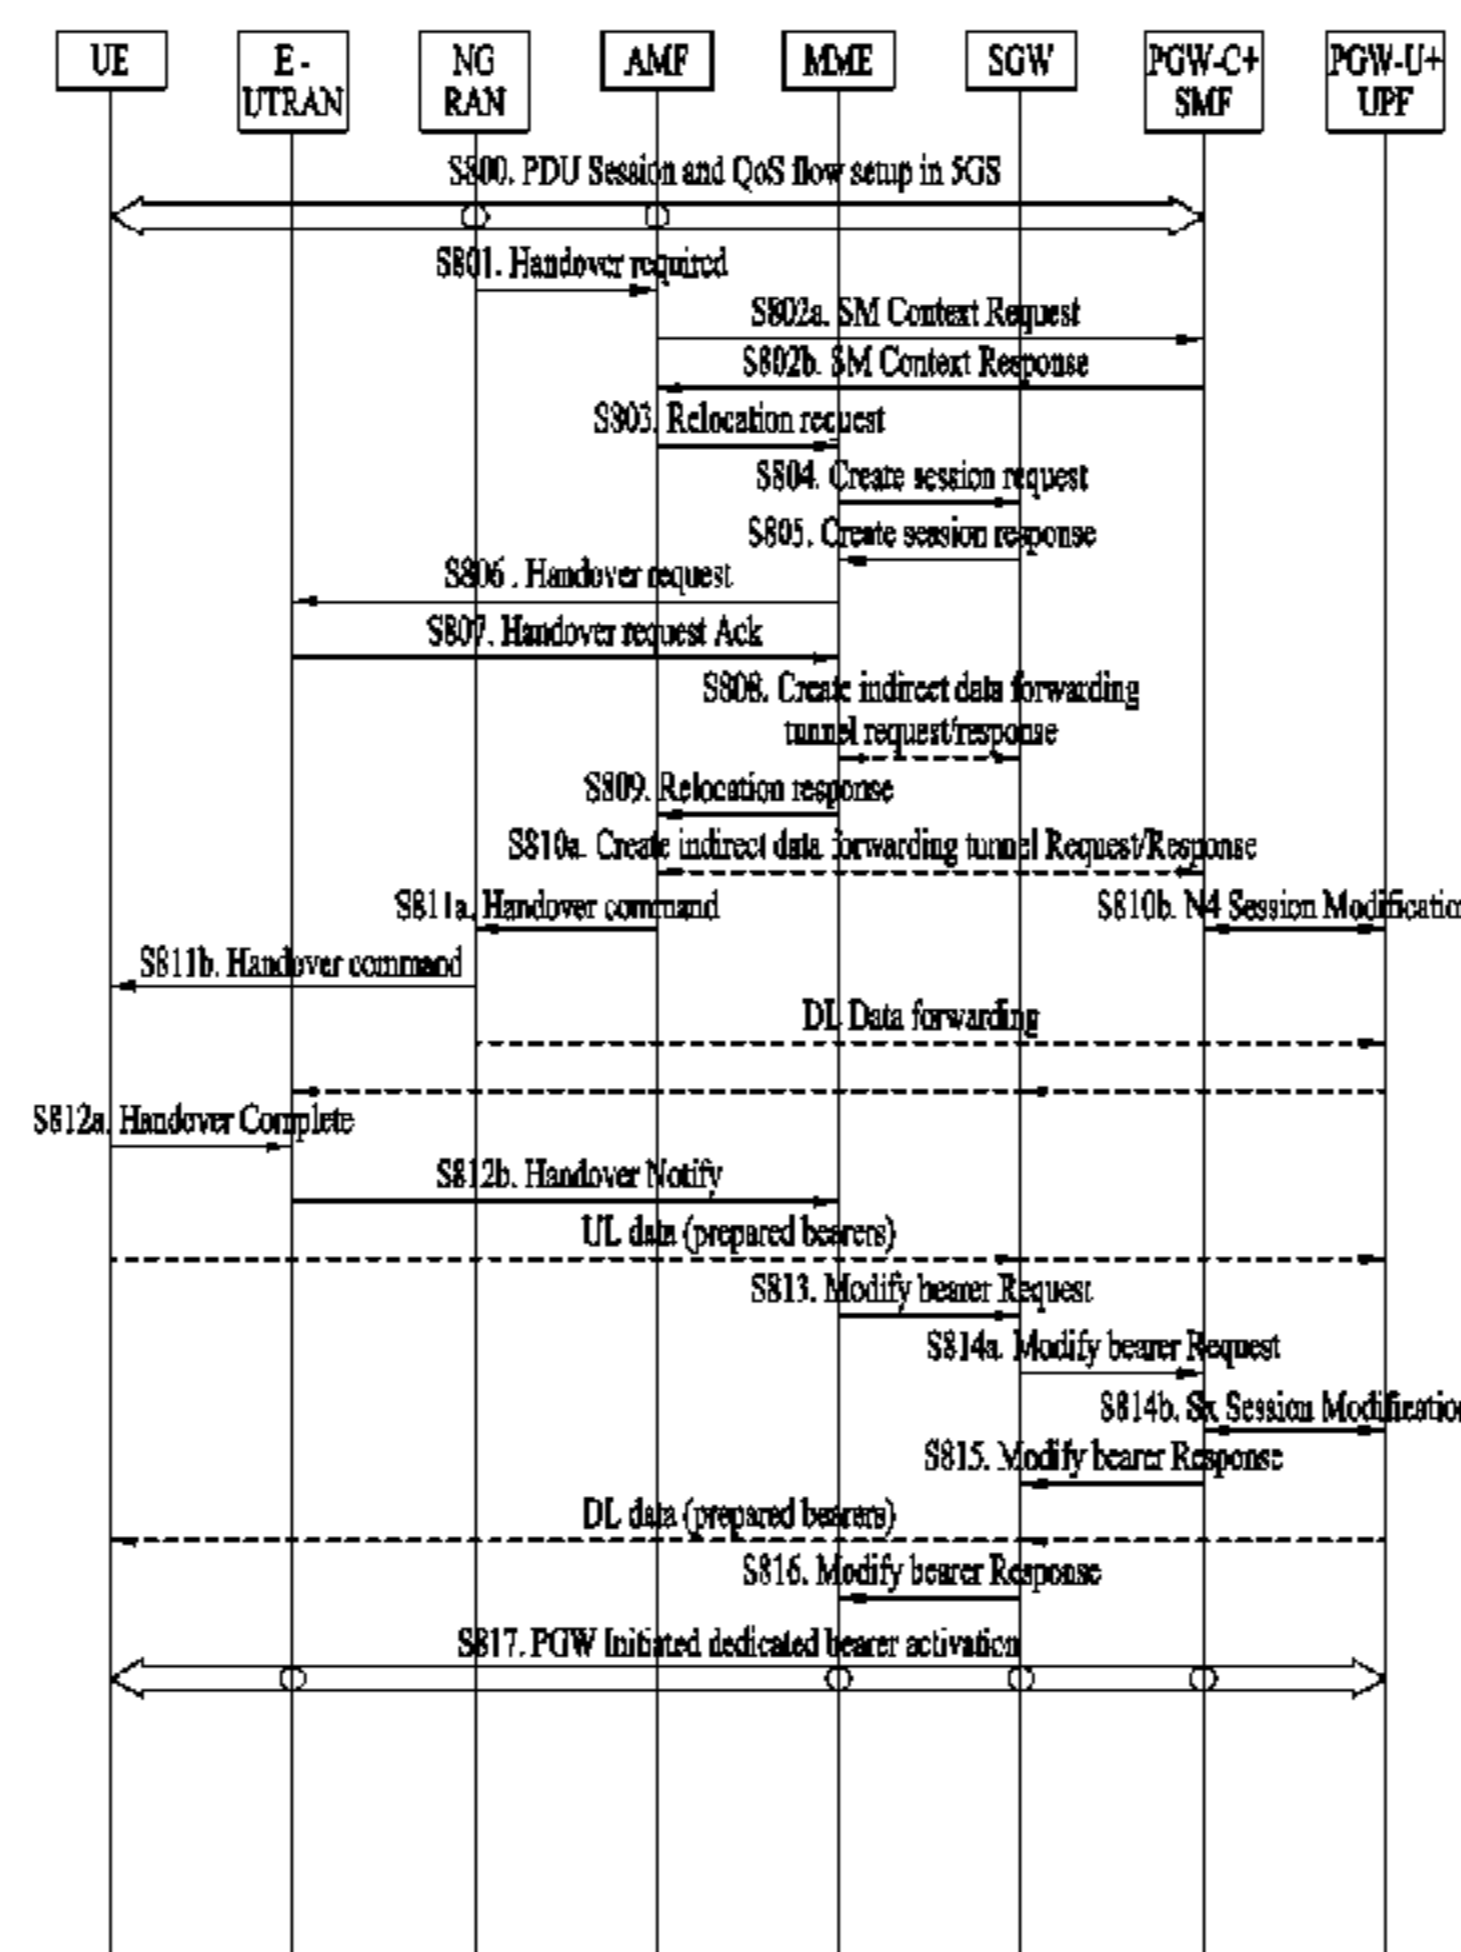 UE
E-
UTRAN
NG
RAN
AMF
MME
SGW
PGW-C+
SMF
PGW-U+
UPF
S800. PDU Session and QoS flow setup in 5GS
S801. Handover required
S802a. SM Context Request
S802b. SM Context Response
S803. Relocation request
S804. Create session request
S805. Create session response
S806. Handover request
S807. Handover request Ack
S808. Create indirect data forwarding
tunnel request/response
S809. Relocation response
S810a. Create indirect data forwarding tunnel Request/Response
S811a. Handover command
S810b. N4 Session Modificatio
S811b. Handover command
DL Data forwarding
S812a. Handover Complete
S812b. Handover Notify
UL data (prepared bearers)
S813. Modify bearer Request
S814a. Modify bearer Request
S814b. Sx Session Modificatio
S815. Modify bearer Response
DL data (prepared bearers)
S816. Modify bearer Response
S817. PGW Initiated dedicated bearer activation